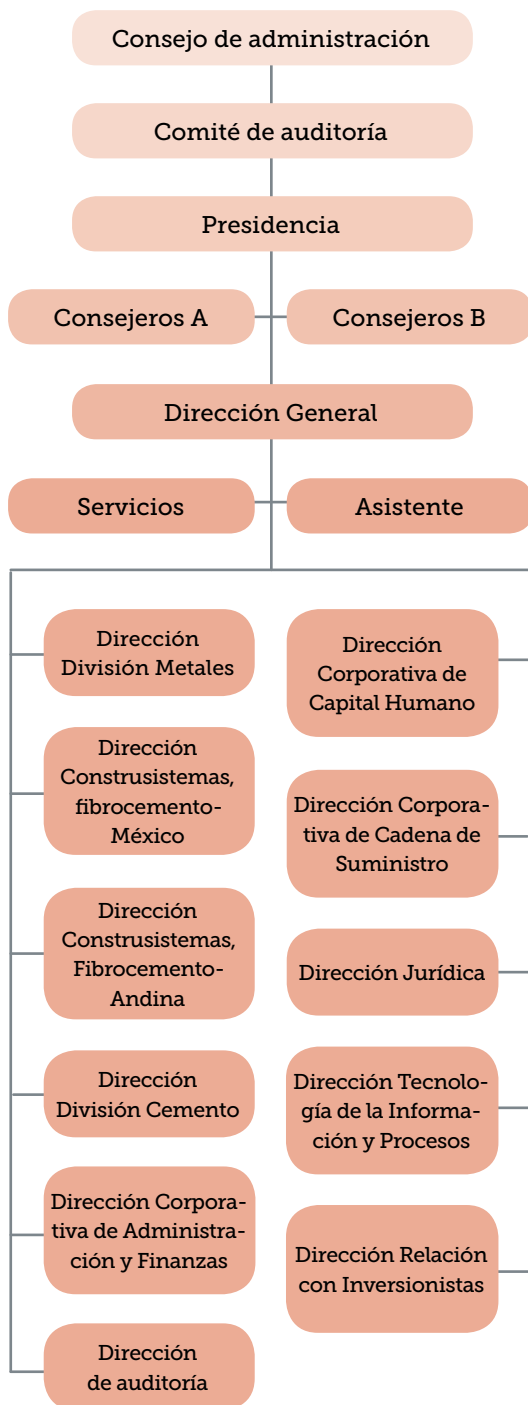 Consejo de administración
Comité de auditoría
Presidencia
Consejeros A
Consejeros B
Dirección General
Servicios
Asistente
Dirección
División Metales
Dirección
Construsistemas,
fibrocemento-
México
Dirección
Construsistemas,
Fibrocemento-
Andina
Dirección
División Cemento
Dirección Corpora-
tiva de Administra-
ción y Finanzas
Dirección
de auditoría
Dirección
Corporativa de
Capital Humano
Dirección Corpora-
tiva de Cadena de
Suministro
Dirección Jurídica
Dirección Tecnolo-
gía de la Informa-
ción y Procesos
Dirección Relación
con Inversionistas